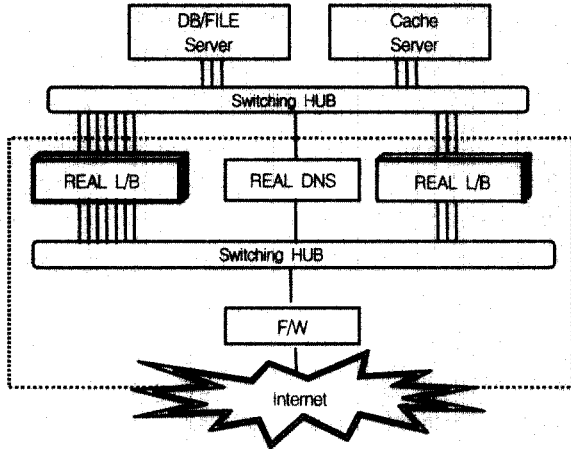 DB/FILE
Server
Cache
Server
Switching HUB
REAL L/B
REAL DNS
REAL L/B
Switching HUB
F/W
Internet